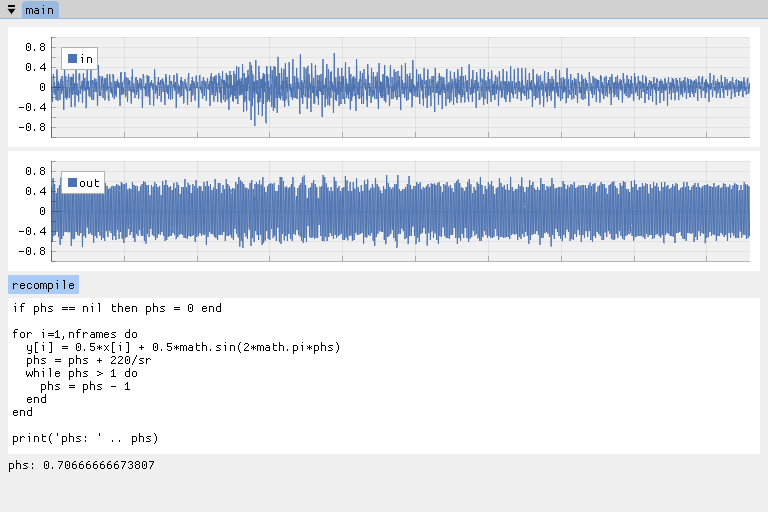 main
0.8
0.4
0
−0.4
−0.8
in
0.8
0.4
0
−0.4
−0.8
out
recompile
if phs == nil then phs = 0 end
for i=1,nframes do
  y[i] = 0.5*x[i] + 0.5*math.sin(2*math.pi*phs)
  phs = phs + 220/sr
  while phs > 1 do
    phs = phs - 1
  end
end
print('phs: ' .. phs)
phs: 0.70666666673807